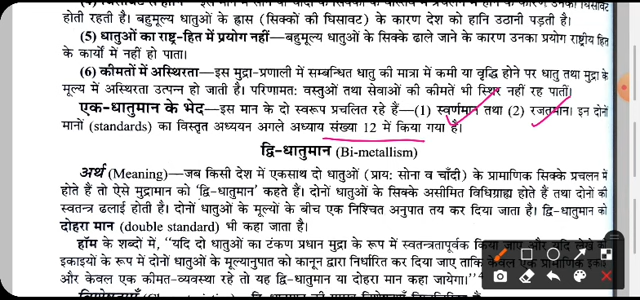 होती रहती है। बहुमूल्य धातुओं के ह्रास (सिक्कों की घिसावट) के कारण देश को हानि उठानी पड़ती है।
(5) धातुओं का राष्ट्र-हित में प्रयोग नहीं—बहुमूल्य धातुओं के सिक्के ढाले जाने के कारण उनका प्रयोग राष्ट्रीय हित
के कार्यो में नहीं हो पाता।
(6) कीमतों में अस्थिरता—इस मुद्रा-प्रणाली में सम्बन्धित धातु की मात्रा में कमी या वृद्धि होने पर धातु तथा मुद्रा के
मूल्य में अस्थिरता उत्पन्न हो जाती है। परिणामतः वस्तुओं तथा सेवाओं की कीमतें भी स्थिर नहीं रह पातीं।
एक-धातुमान के भेद—इस मान के दो स्वरूप प्रचलित रहे हैं—(1) स्वर्णमान तथा (2) रजतमान। इन दोनों
मानों (standards) का विस्तृत अध्ययन अगले अध्याय संख्या 12 में किया गया है।
द्वि-धातुमान (Bi-metallism)
अर्थ (Meaning)—जब किसी देश में एकसाथ दो धातुओं (प्रायः सोना व चाँदी) के प्रामाणिक सिक्के प्रचलन में
होते हैं तो ऐसे मुद्रामान को 'द्वि-धातुमान' कहते हैं। दोनों धातुओं के सिक्के असीमित विधिग्राह्य होते हैं तथा दोनों की
स्वतन्त्र ढलाई होती है। दोनों धातुओं के मूल्यों के बीच एक निश्चित अनुपात तय कर दिया जाता है। द्वि-धातुमान को
दोहरा मान (double standard) भी कहा जाता है।
हॉम के शब्दों में, "यदि दो धातुओं का टंकण प्रधान मुद्रा के रूप में स्वतन्त्रतापूर्वक किया जाए और यदि लेखे की
इकाइयों के रूप में दोनों धातुओं के मूल्यानुपात को कानून द्वारा निर्धारित कर दिया जाए ताकि केवल एक प्रामाणिक इकाई
और केवल एक कीमत-व्यवस्था रहे तो यह द्वि-धातुमान या दोहरा मान कहा जायेगा।"